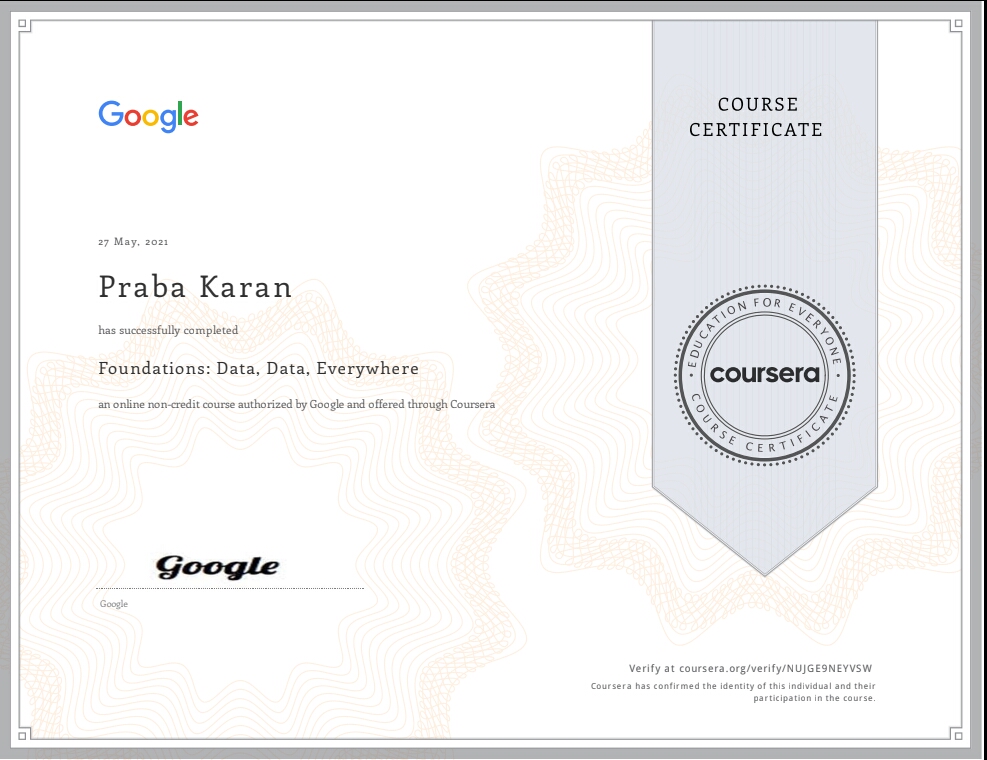 Google
COURSE
CERTIFICATE
27 May, 2021
Praba Karan
has successfully completed
Foundations: Data, Data, Everywhere
an online non-credit course authorized by Google and offered through Coursera
EDUCATION FOR EVERYONE
coursera
COURSE CERTIFICATE
Google
Google
Verify at coursera.org/verify/NUJGE9NEYVSW
Coursera has confirmed the identity of this individual and their
participation in the course.